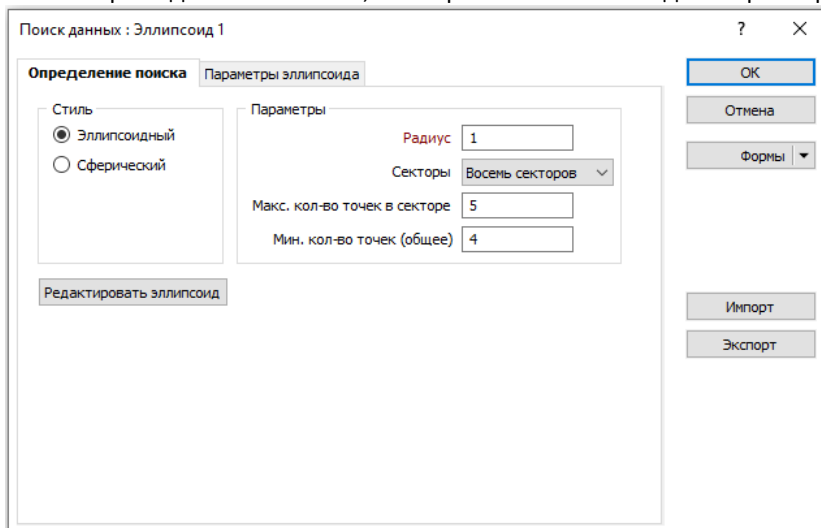 Поиск данных : Эллипсоид 1
?
Определение поиска
Параметры эллипсоида
OK
Отмена
Формы
Стиль
Эллипсоидный
Сферический
Параметры
Радиус 1
Секторы Восемь секторов
Макс. кол-во точек в секторе 5
Мин. кол-во точек (общее) 4
Редактировать эллипсоид
Импорт
Экспорт